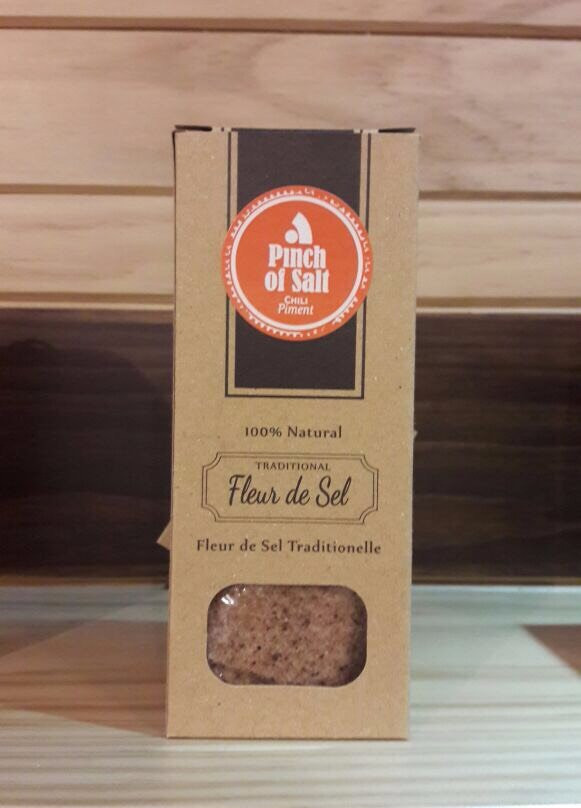 Pinch
of Salt
CHILI
Piment
100% Natural
TRADITIONAL
Fleur de Sel
Fleur de Sel Traditionelle